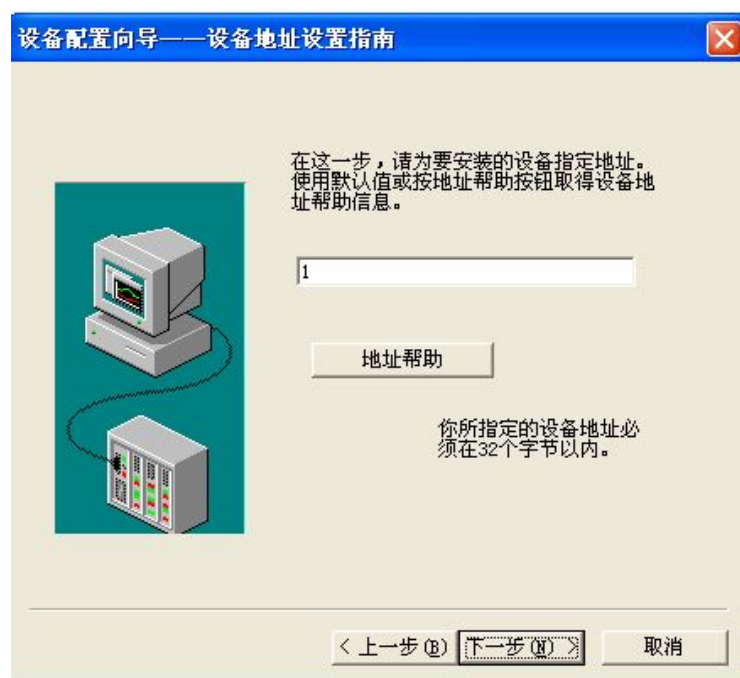 设备配置向导——设备地址设置指南
在这一步，请为要安装的设备指定地址。
使用默认值或按地址帮助按钮取得设备地
址帮助信息。
1
地址帮助
你所指定的设备地址必
须在32个字节以内。
< 上一步(B) 下一步(N) > 取消